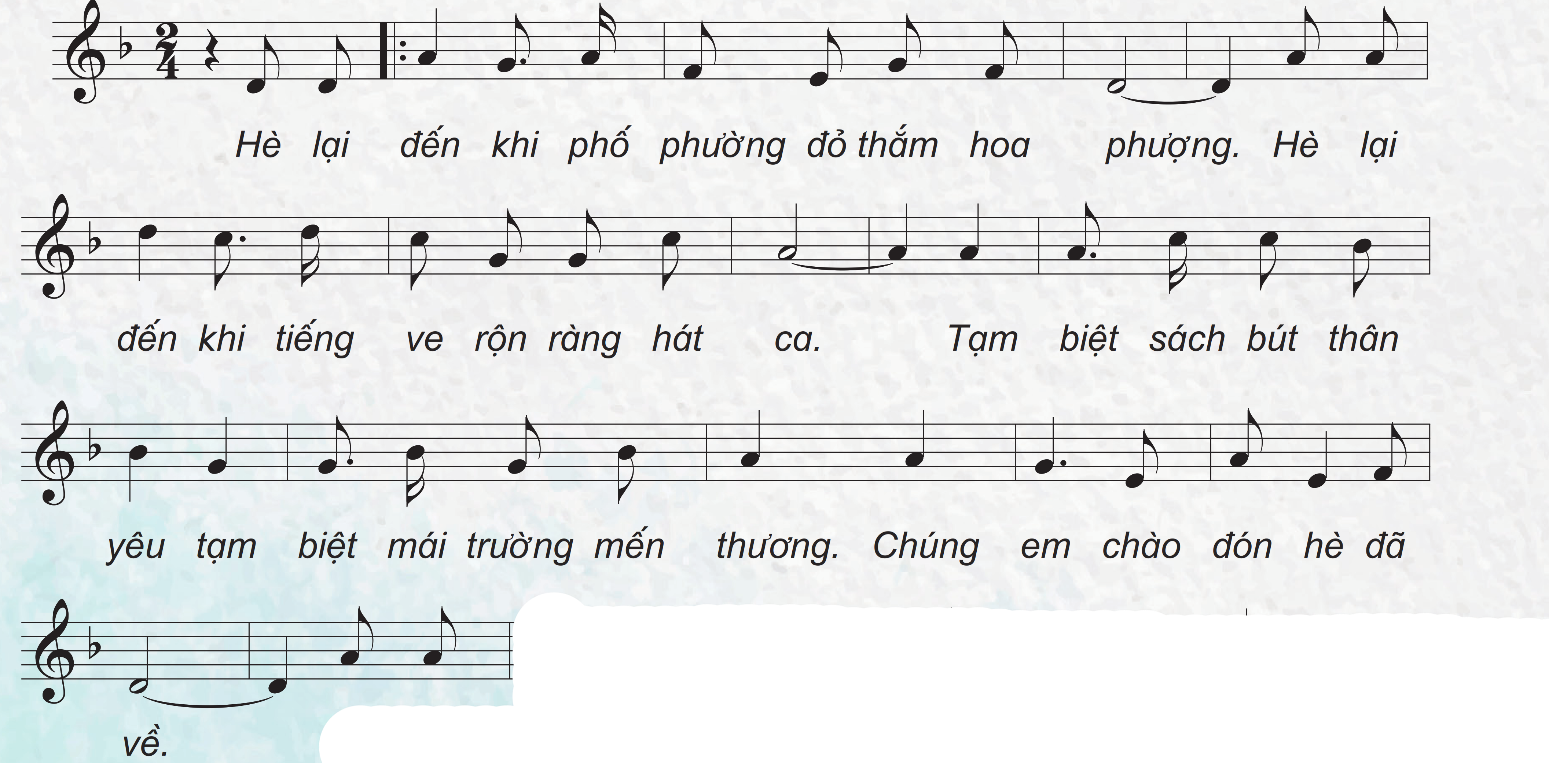 2
4
Hè lại đến khi phố phường đỏ thắm hoa phượng. Hè lại
đến khi tiếng ve rộn ràng hát ca. Tạm biệt sách bút thân
yêu tạm biệt mái trường mến thương. Chúng em chào đón hè đã
về.